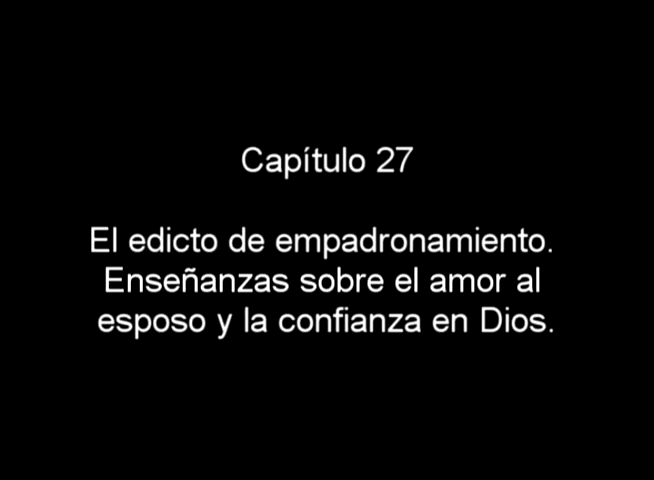 Capítulo 27
El edicto de empadronamiento.
Enseñanzas sobre el amor al
esposo y la confianza en Dios.